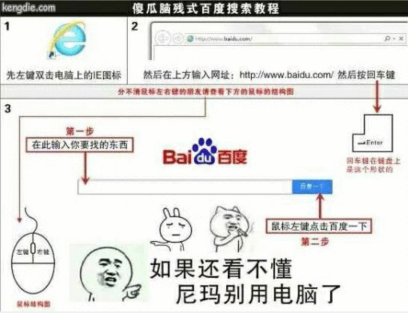 kengdie.com
傻瓜脑残式百度搜索教程
1
先左键双击电脑上的IE图标
2
http://www.baidu.com/
然后在上方输入网址：http://www.baidu.com/ 然后按回车键
分不清鼠标左右键的朋友请查看下方的鼠标的结构图
3
第一步
在此输入你要找的东西
Bai du 百度
百度一下
Enter
回车键在键盘上
是这个形状的
鼠标左键点击百度一下
第二步
左键 右键
鼠标结构图
如果还看不懂
尼玛别用电脑了